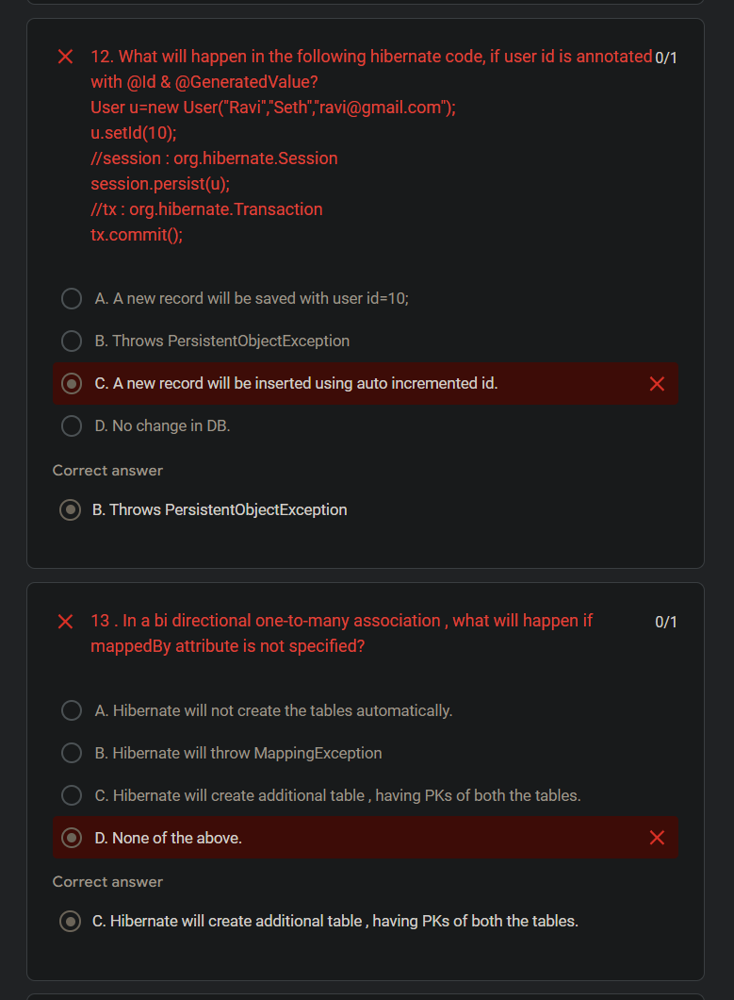 12. What will happen in the following hibernate code, if user id is annotated 0/1
with @Id & @GeneratedValue?
User u=new User("Ravi","Seth","ravi@gmail.com");
u.setId(10);
//session : org.hibernate.Session
session.persist(u);
//tx : org.hibernate.Transaction
tx.commit();
A. A new record will be saved with user id=10;
B. Throws PersistentObjectException
C. A new record will be inserted using auto incremented id.
D. No change in DB.
Correct answer
B. Throws PersistentObjectException
13 . In a bi directional one-to-many association , what will happen if 0/1
mappedBy attribute is not specified?
A. Hibernate will not create the tables automatically.
B. Hibernate will throw MappingException
C. Hibernate will create additional table , having PKs of both the tables.
D. None of the above.
Correct answer
C. Hibernate will create additional table , having PKs of both the tables.